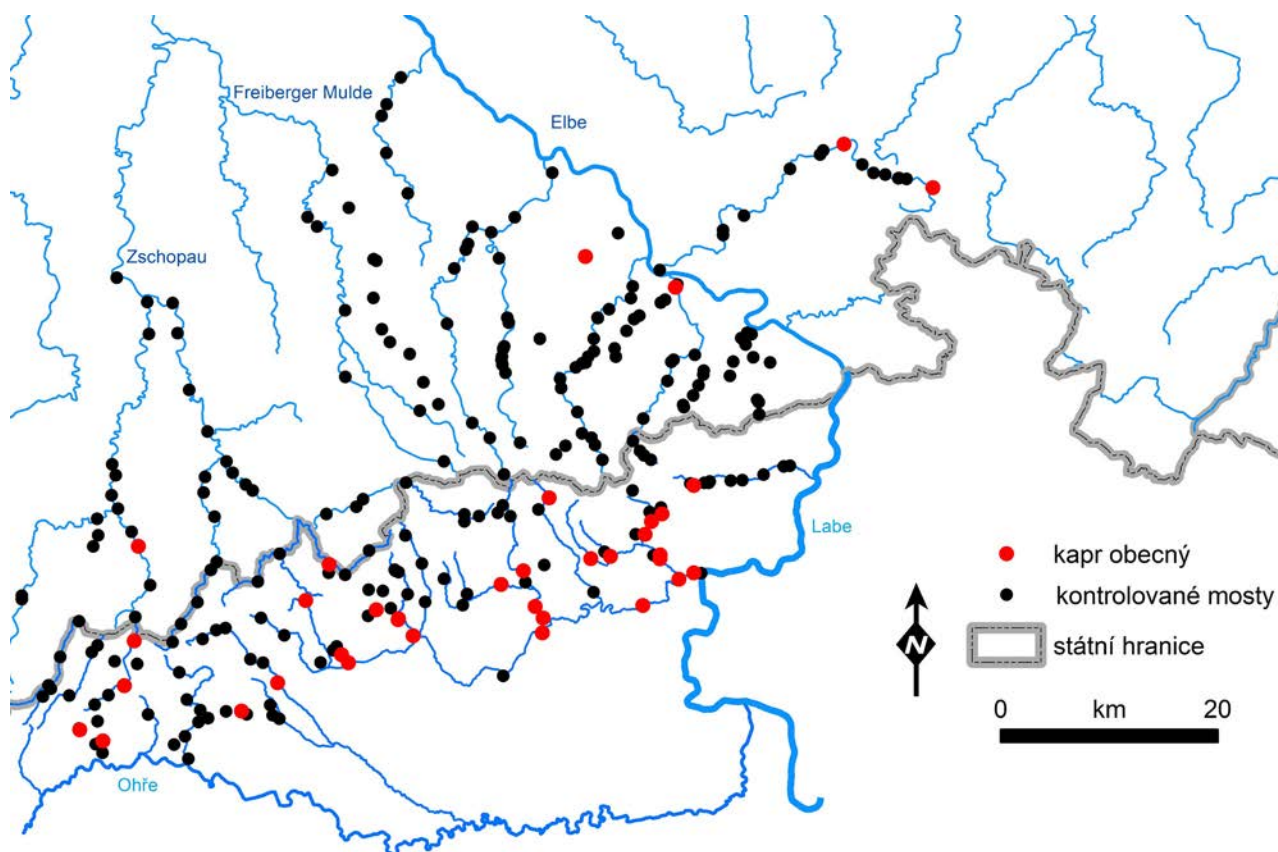 Freiberger Mulde
Elbe
Zschopau
Labe
kapr obecný
kontrolované mosty
N
státní hranice
0 km 20
Ohře